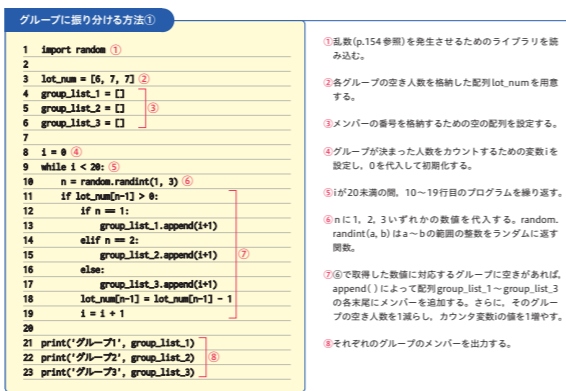 グループに振り分ける方法①
1 import random ①
2
3 lot_num = [6, 7, 7] ②
4 group_list_1 = []
5 group_list_2 = [] ③
6 group_list_3 = []
7
8 i = 0 ④
9 while i < 20: ⑤
10 n = random.randint(1, 3) ⑥
11 if lot_num[n-1] > 0:
12 if n == 1:
13 group_list_1.append(i+1)
14 elif n == 2:
15 group_list_2.append(i+1) ⑦
16 else:
17 group_list_3.append(i+1)
18 lot_num[n-1] = lot_num[n-1] - 1
19 i = i + 1
20
21 print('グループ1', group_list_1)
22 print('グループ2', group_list_2) ⑧
23 print('グループ3', group_list_3)
①乱数(p.154参照)を発生させるためのライブラリを読
み込む。
②各グループの空き人数を格納した配列lot_numを用意
する。
③メンバーの番号を格納するための空の配列を設定する。
④グループが決まった人数をカウントするための変数iを
設定し、0を代入して初期化する。
⑤iが20未満の間、10～19行目のプログラムを繰り返す。
⑥nに1, 2, 3いずれかの数値を代入する。random.
randint(a, b)はa～bの範囲の整数をランダムに返す
関数。
⑦⑥で取得した数値に対応するグループに空きがあれば、
append( )によって配列group_list_1～group_list_3
の各末尾にメンバーを追加する。さらに、そのグルー
プの空き人数を1減らし、カウンタ変数iの値を1増やす。
⑧それぞれのグループのメンバーを出力する。